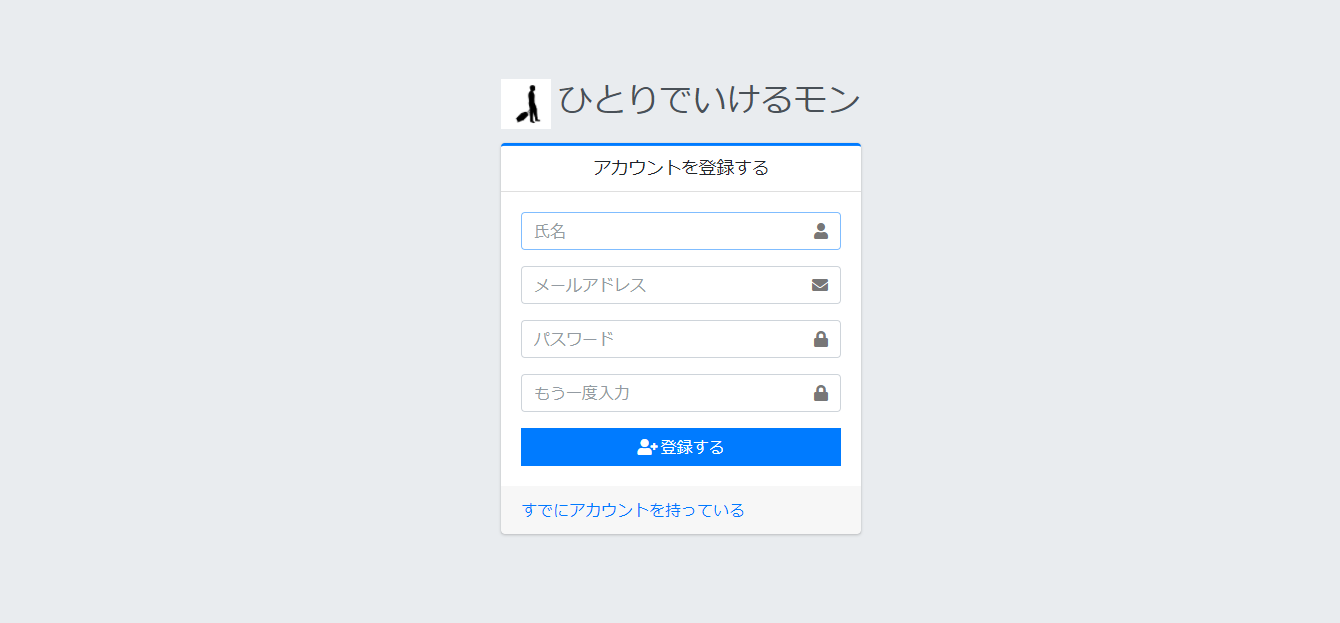 ひとりでいけるモン
アカウントを登録する
氏名
メールアドレス
パスワード
もう一度入力
登録する
すでにアカウントを持っている